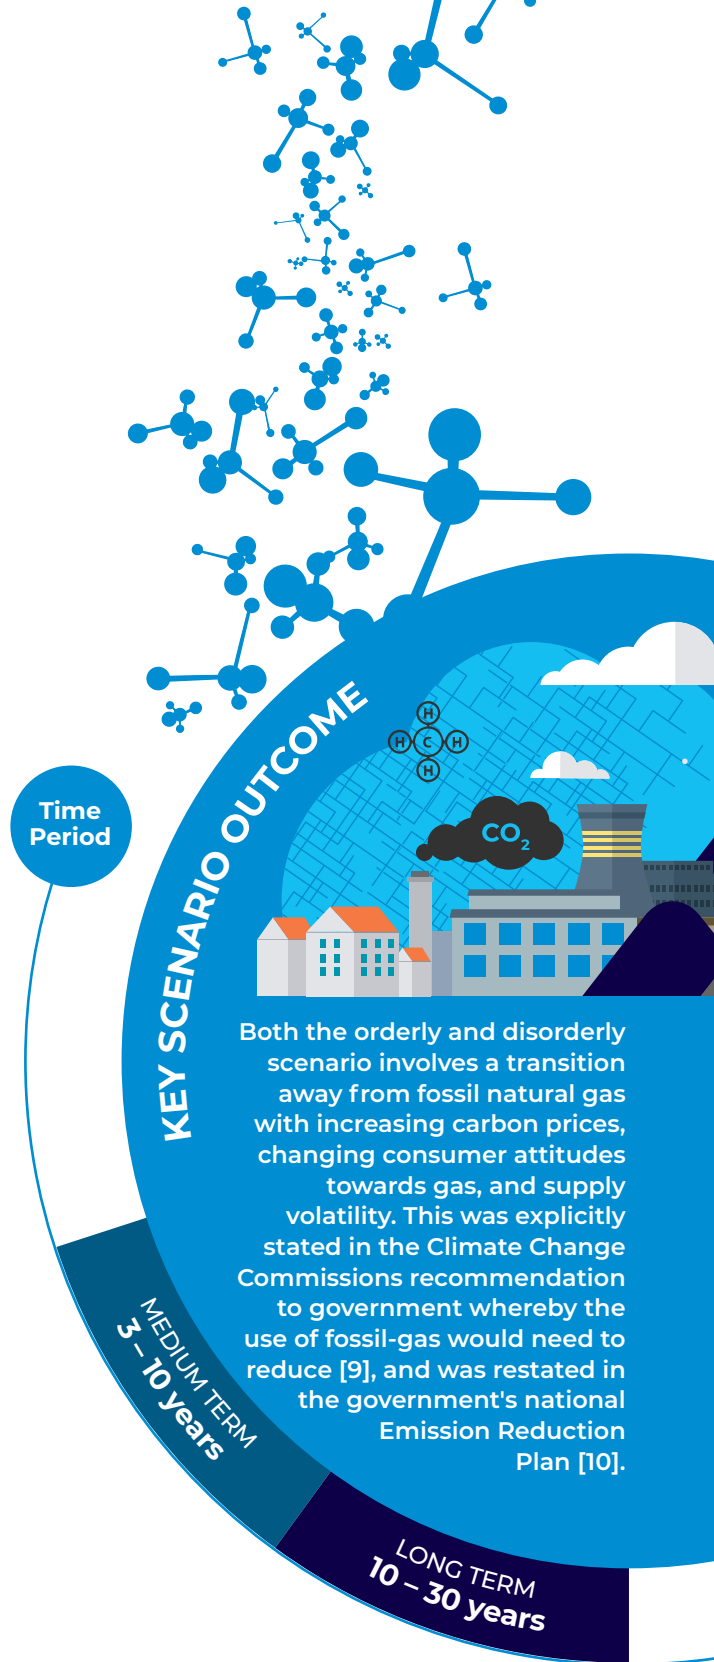 H
H C H
H
CO2
KEY SCENARIO OUTCOME
Time
Period
Both the orderly and disorderly
scenario involves a transition
away from fossil natural gas
with increasing carbon prices,
changing consumer attitudes
towards gas, and supply
volatility. This was explicitly
stated in the Climate Change
Commissions recommendation
to government whereby the
use of fossil-gas would need to
reduce [9], and was restated in
the government's national
Emission Reduction
Plan [10].
MEDIUM TERM
3 – 10 years
LONG TERM
10 – 30 years